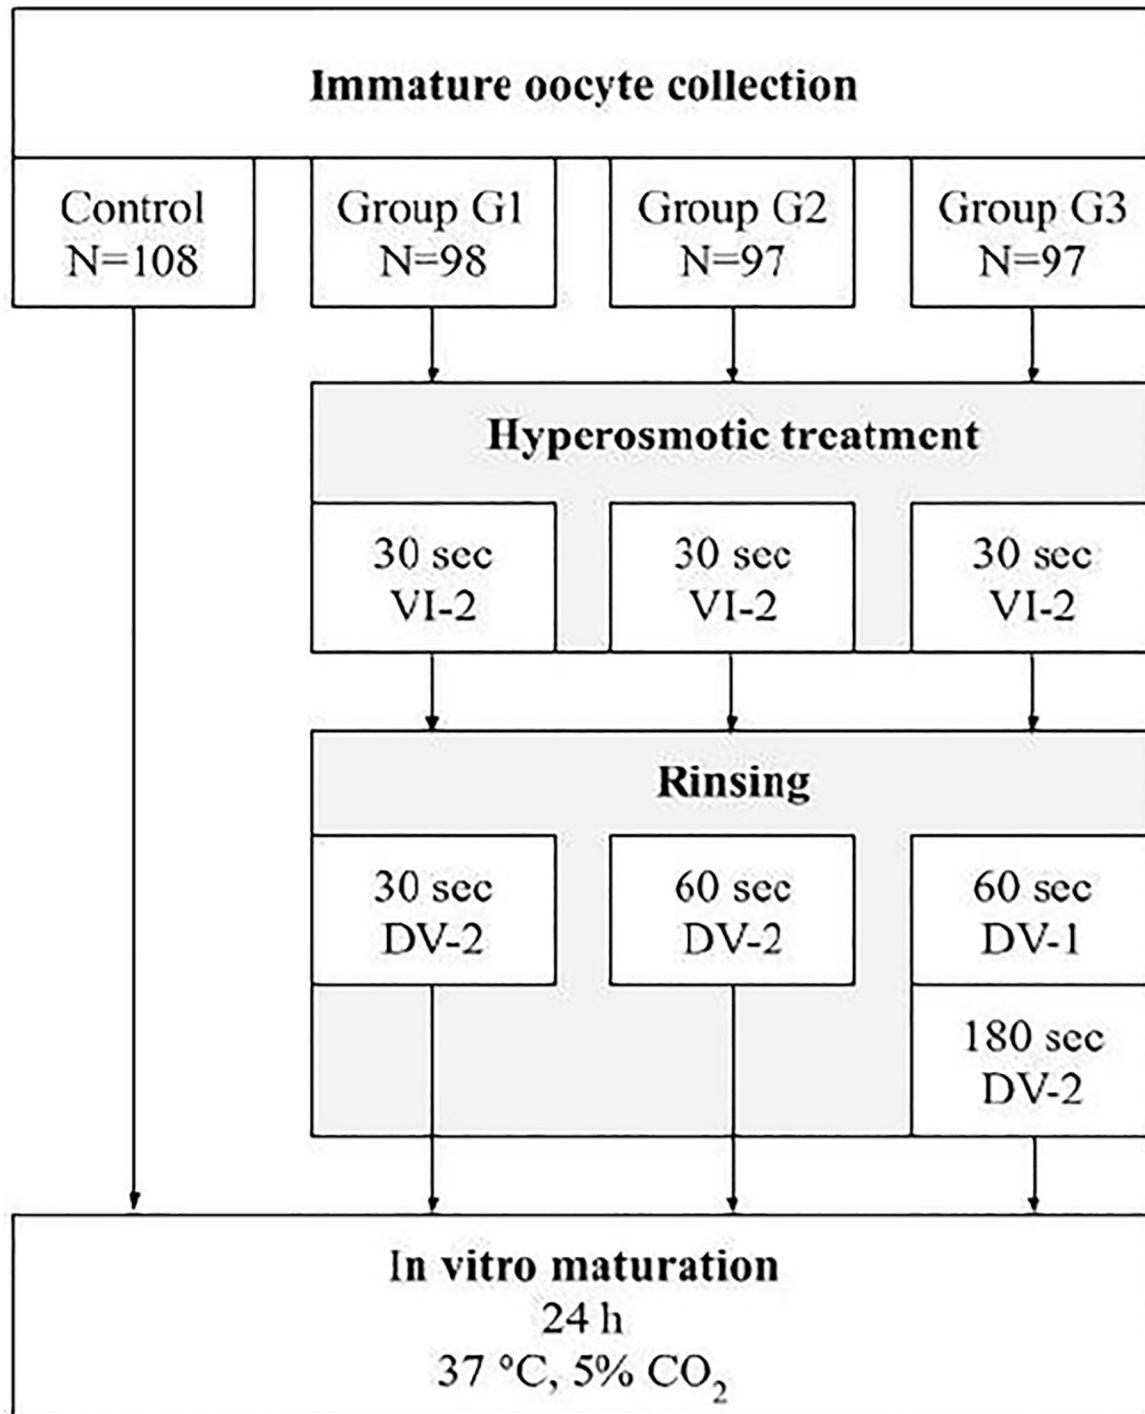 Immature oocyte collection
Control
N=108
Group G1
N=98
Group G2
N=97
Group G3
N=97
Hyperosmotic treatment
30 sec
VI-2
30 sec
VI-2
30 sec
VI-2
Rinsing
30 sec
DV-2
60 sec
DV-2
60 sec
DV-1
180 sec
DV-2
In vitro maturation
24 h
37 °C, 5% CO₂